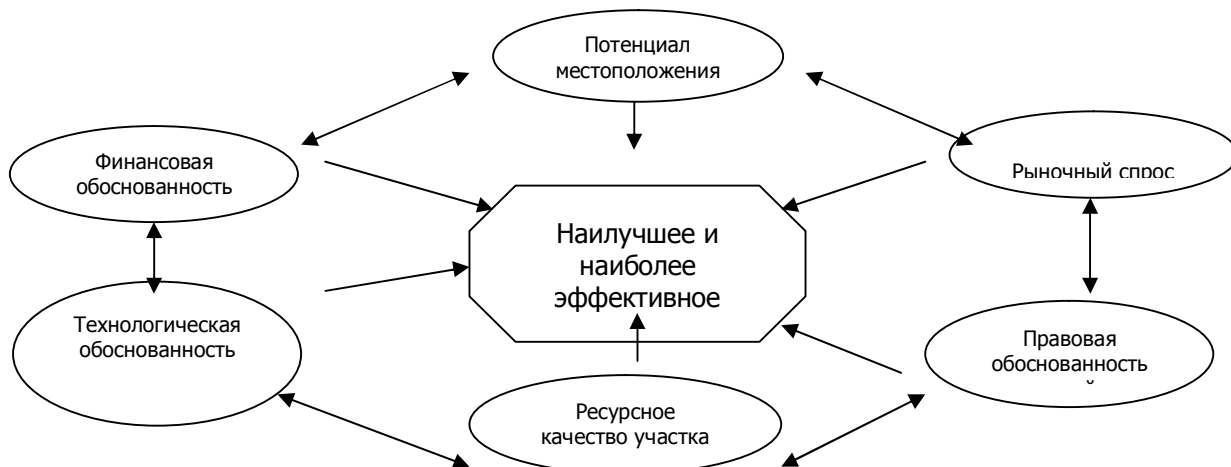 Потенциал
местоположения
Финансовая
обоснованность
Рыночный спрос
Наилучшее и
наиболее
эффективное
Технологическая
обоснованность
Правовая
обоснованность
Ресурсное
качество участка